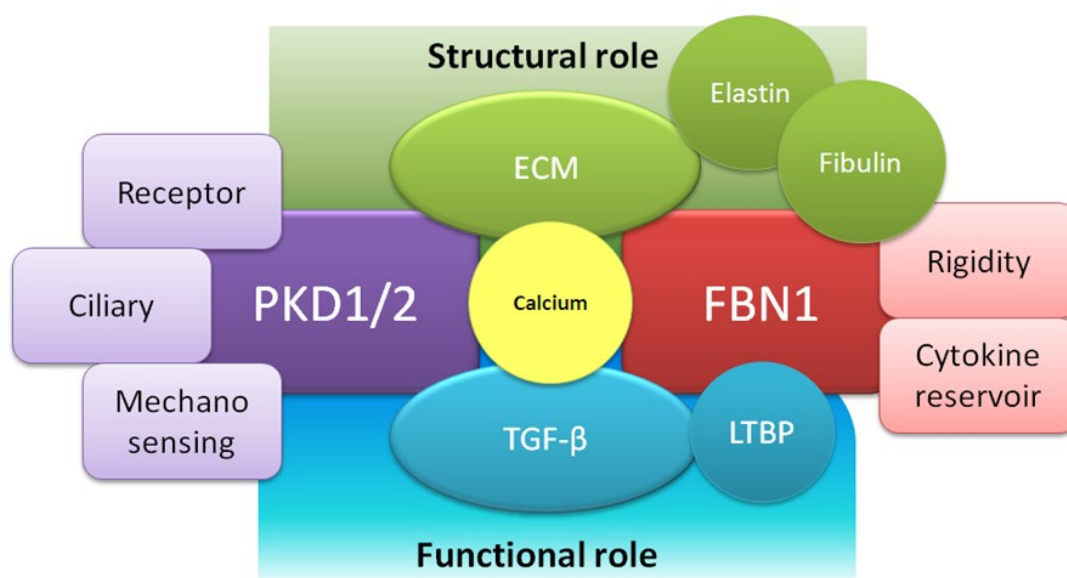 Structural role
Elastin
ECM
Fibulin
Receptor
Rigidity
Ciliary
PKD1/2
Calcium
FBN1
Cytokine
reservoir
Mechano
sensing
TGF-β
LTBP
Functional role